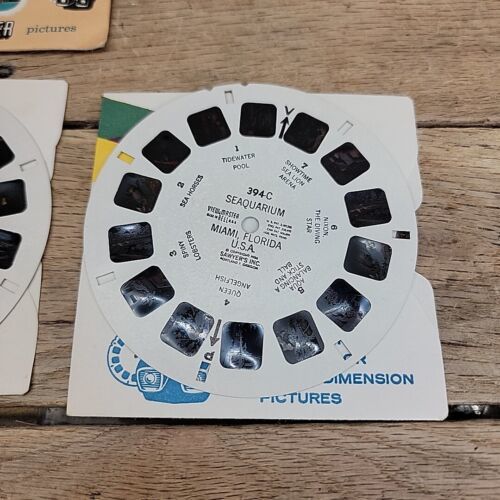 pictures
1
TIDEWATER
POOL
2
SEA HORSES
3
SPINY
LOBSTERS
4
QUEEN
ANGELFISH
AQUA
STICK AND
BALANCING A
BALL
6
NIXON,
THE DIVING
STAR
7
SHOWTIME
SEA LION
ARENA
394-C
SEAQUARIUM
VIEW-MASTER
MIAMI, FLORIDA
U.S.A.
SAWYER'S INC.
PORTLAND, OREGON
DIMENSION
PICTURES